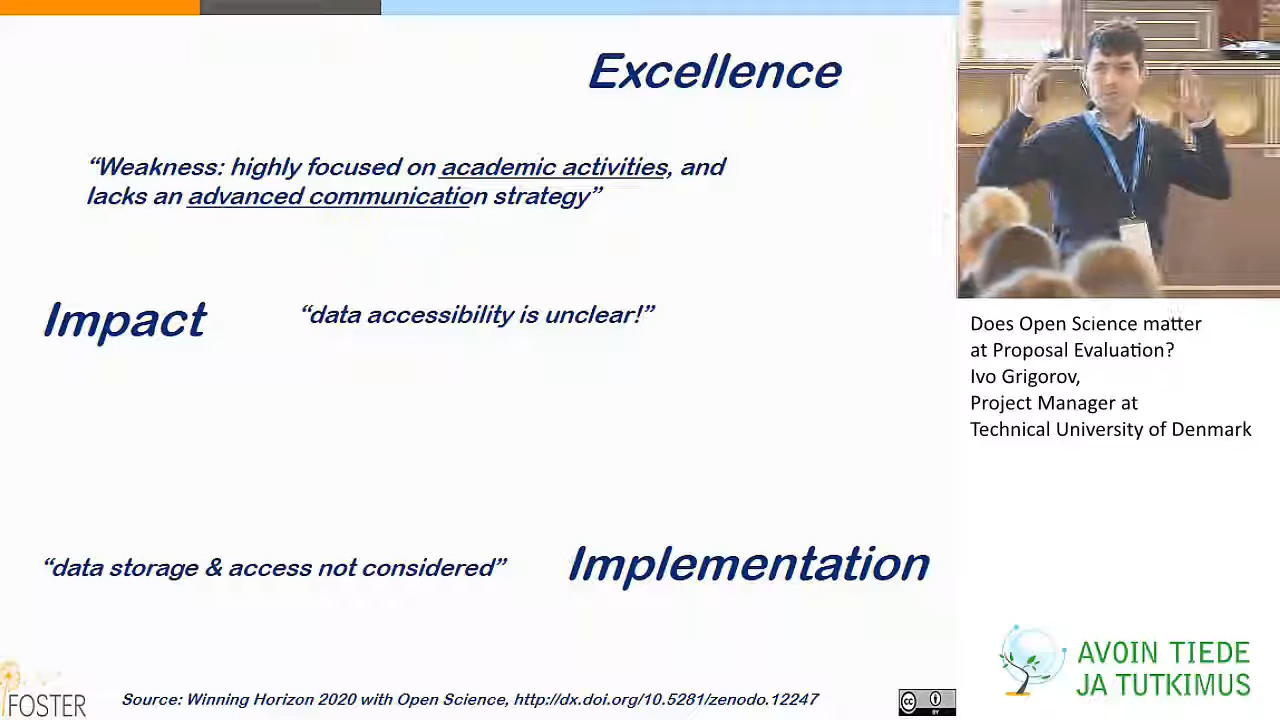 Excellence
“Weakness: highly focused on academic activities, and
lacks an advanced communication strategy”
Impact
“data accessibility is unclear!”
“data storage & access not considered”
Implementation
FOSTER
Source: Winning Horizon 2020 with Open Science, http://dx.doi.org/10.5281/zenodo.12247
cc
BY
Does Open Science matter
at Proposal Evaluation?
Ivo Grigorov,
Project Manager at
Technical University of Denmark
AVOIN TIEDE
JA TUTKIMUS